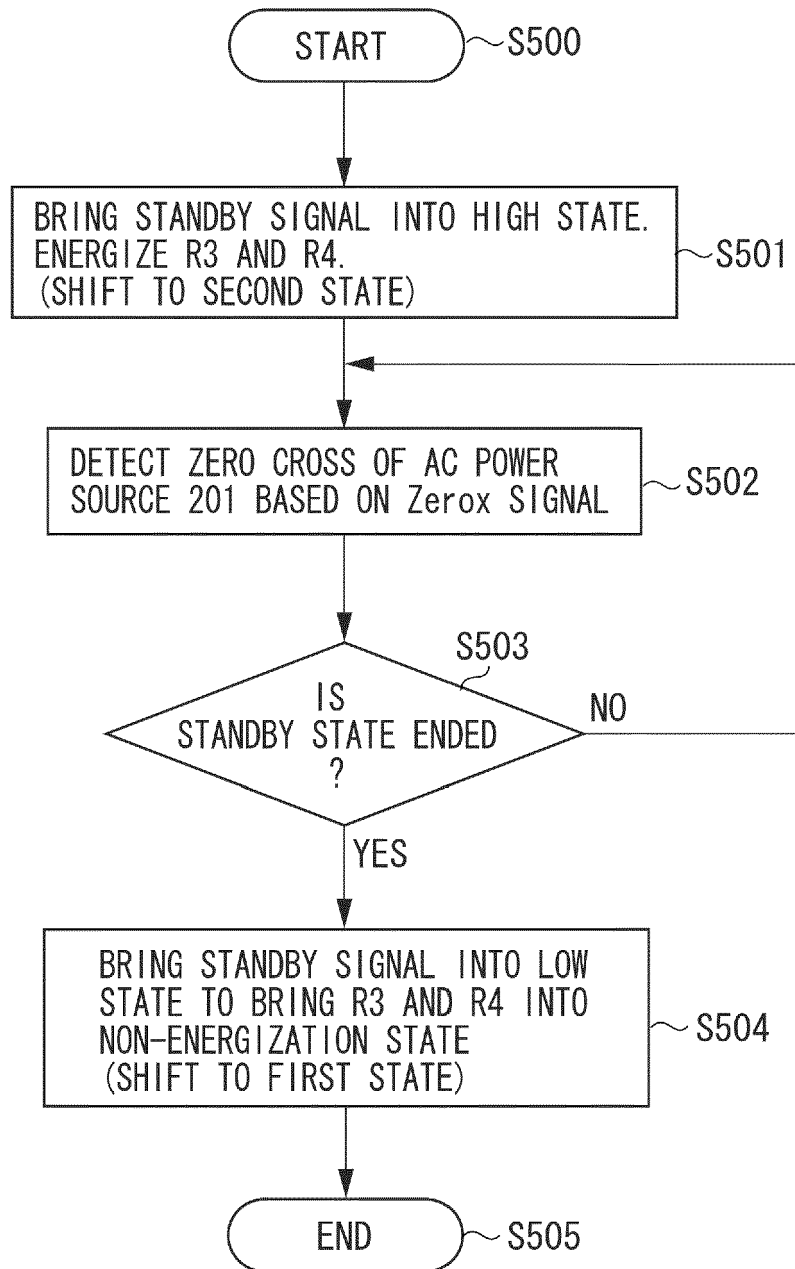 START
S500
BRING STANDBY SIGNAL INTO HIGH STATE.
ENERGIZE R3 AND R4.
(SHIFT TO SECOND STATE)
S501
DETECT ZERO CROSS OF AC POWER
SOURCE 201 BASED ON Zerox SIGNAL
S502
S503
IS
STANDBY STATE ENDED
?
NO
YES
BRING STANDBY SIGNAL INTO LOW
STATE TO BRING R3 AND R4 INTO
NON-ENERGIZATION STATE
(SHIFT TO FIRST STATE)
S504
END
S505